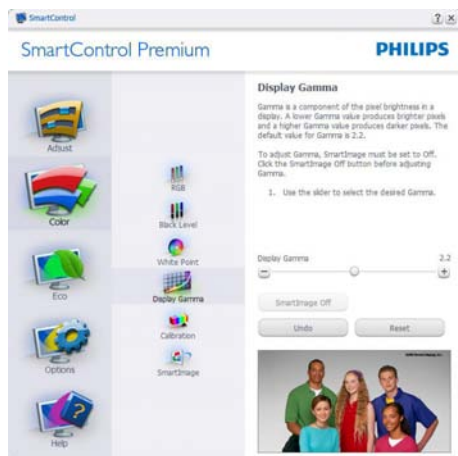 SmartControl
SmartControl Premium
PHILIPS
Adjust
Color
Eco
Options
Help
RGB
Black Level
White Point
Display Gamma
Calibration
SmartImage
Display Gamma
Gamma is a component of the pixel brightness in a
display. A lower Gamma value produces brighter pixels
and a higher Gamma value produces darker pixels. The
default value for Gamma is 2.2.
To adjust Gamma, SmartImage must be set to Off.
Click the SmartImage Off button before adjusting
Gamma.
1. Use the slider to select the desired Gamma.
Display Gamma 2.2
SmartImage Off
Undo Reset